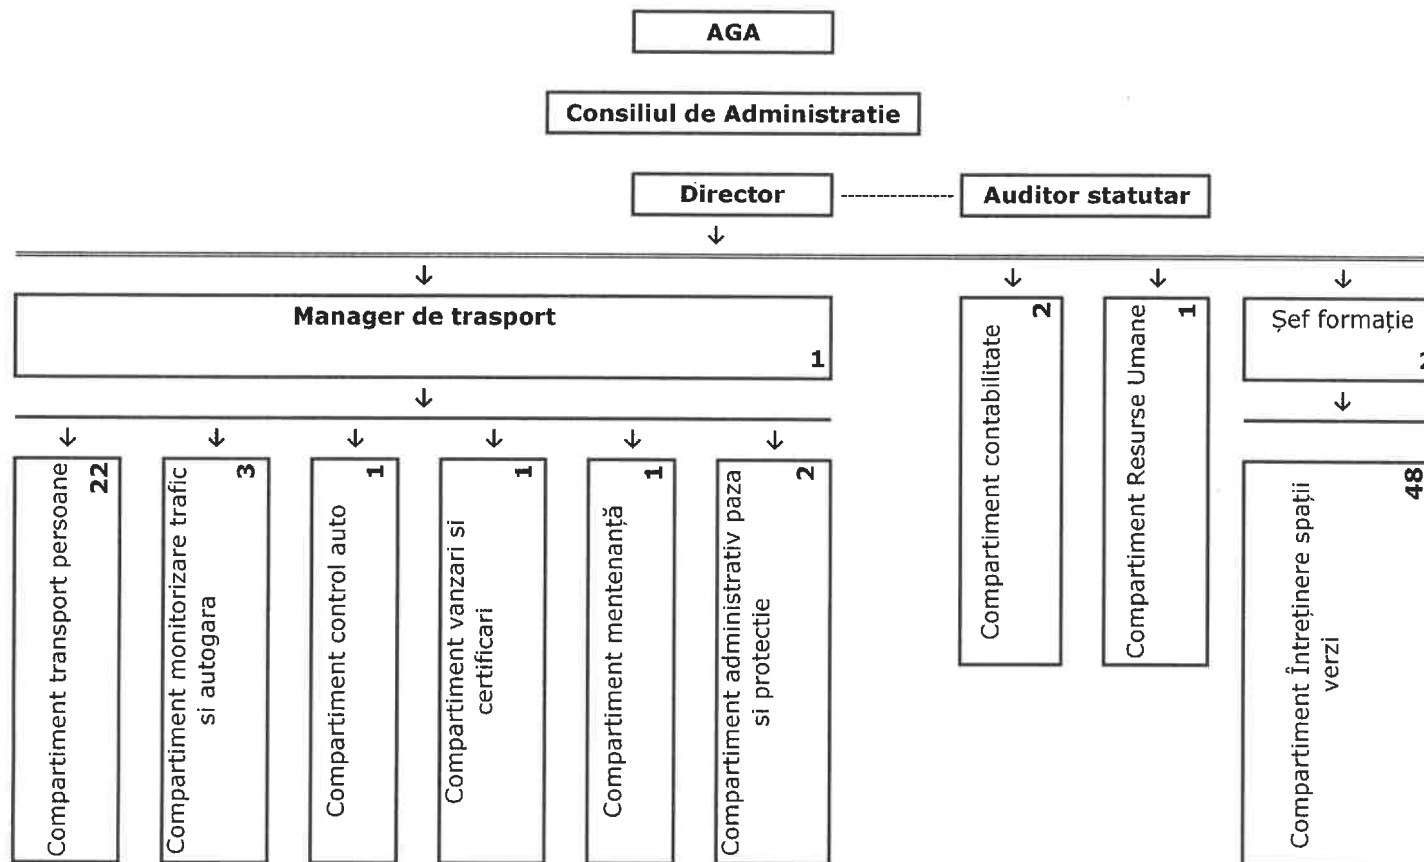 AGA
Consiliul de Administratie
Director
Auditor statutar
Manager de trasport
1
Compartiment contabilitate
2
Compartiment Resurse Umane
1
Șef formație
2
Compartiment transport persoane
22
Compartiment monitorizare trafic
si autogara
3
Compartiment control auto
1
Compartiment vanzari si
certificari
1
Compartiment mentenanță
1
Compartiment administrativ paza
si protectie
2
Compartiment Întreținere spații
verzi
48